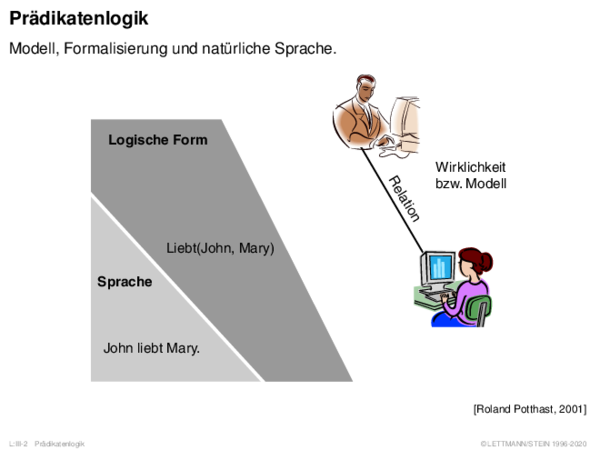 Prädikatenlogik
Modell, Formalisierung und natürliche Sprache.
Logische Form
Wirklichkeit
bzw. Modell
Relation
Liebt(John, Mary)
Sprache
John liebt Mary.
[Roland Potthast, 2001]
L:III-2 Prädikatenlogik
©LETTMANN/STEIN 1996-2020